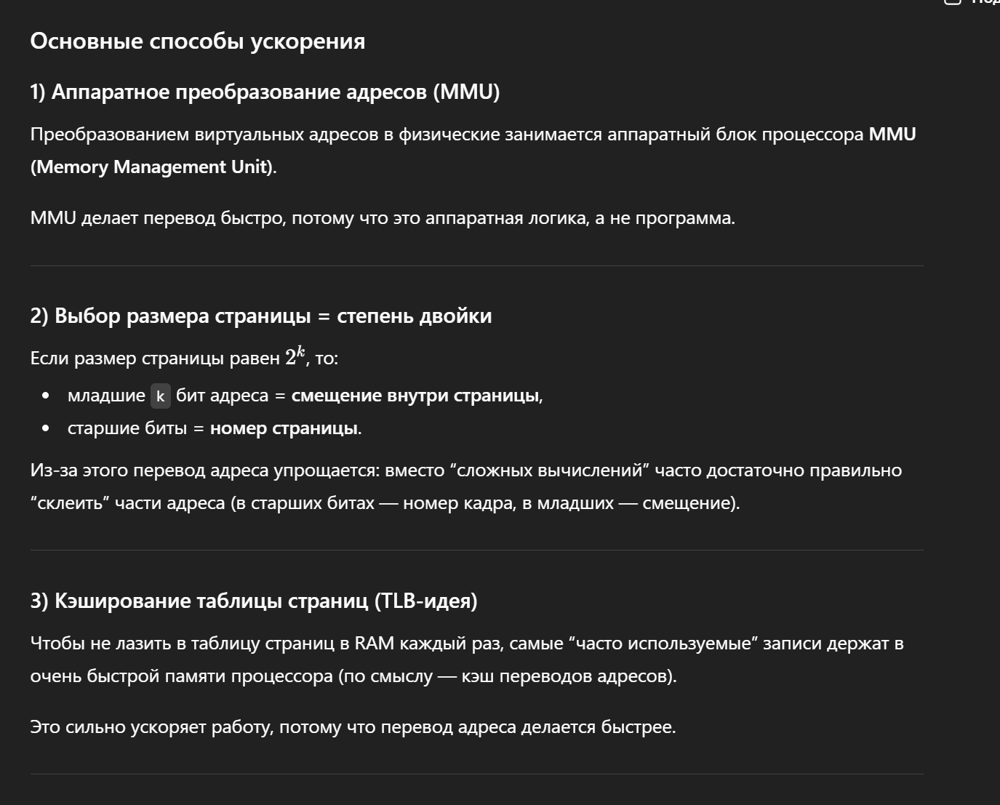 Основные способы ускорения
1) Аппаратное преобразование адресов (MMU)
Преобразованием виртуальных адресов в физические занимается аппаратный блок процессора MMU
(Memory Management Unit).
MMU делает перевод быстро, потому что это аппаратная логика, а не программа.
2) Выбор размера страницы = степень двойки
Если размер страницы равен 2^k, то:
• младшие k бит адреса = смещение внутри страницы,
• старшие биты = номер страницы.
Из-за этого перевод адреса упрощается: вместо “сложных вычислений” часто достаточно правильно
“склеить” части адреса (в старших битах — номер кадра, в младших — смещение).
3) Кэширование таблицы страниц (TLB-идея)
Чтобы не лазить в таблицу страниц в RAM каждый раз, самые “часто используемые” записи держат в
очень быстрой памяти процессора (по смыслу — кэш переводов адресов).
Это сильно ускоряет работу, потому что перевод адреса делается быстрее.